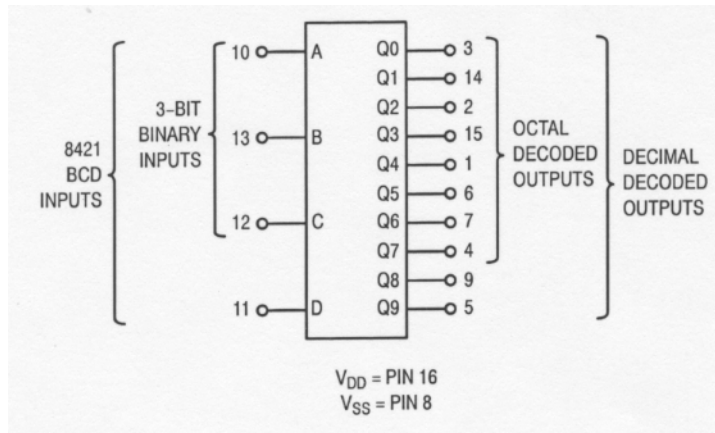 10 A
13 B
12 C
11 D
8421
BCD
INPUTS
3-BIT
BINARY
INPUTS
Q0 3
Q1 14
Q2 2
Q3 15
Q4 1
Q5 6
Q6 7
Q7 4
Q8 9
Q9 5
OCTAL
DECODED
OUTPUTS
DECIMAL
DECODED
OUTPUTS
VDD = PIN 16
VSS = PIN 8